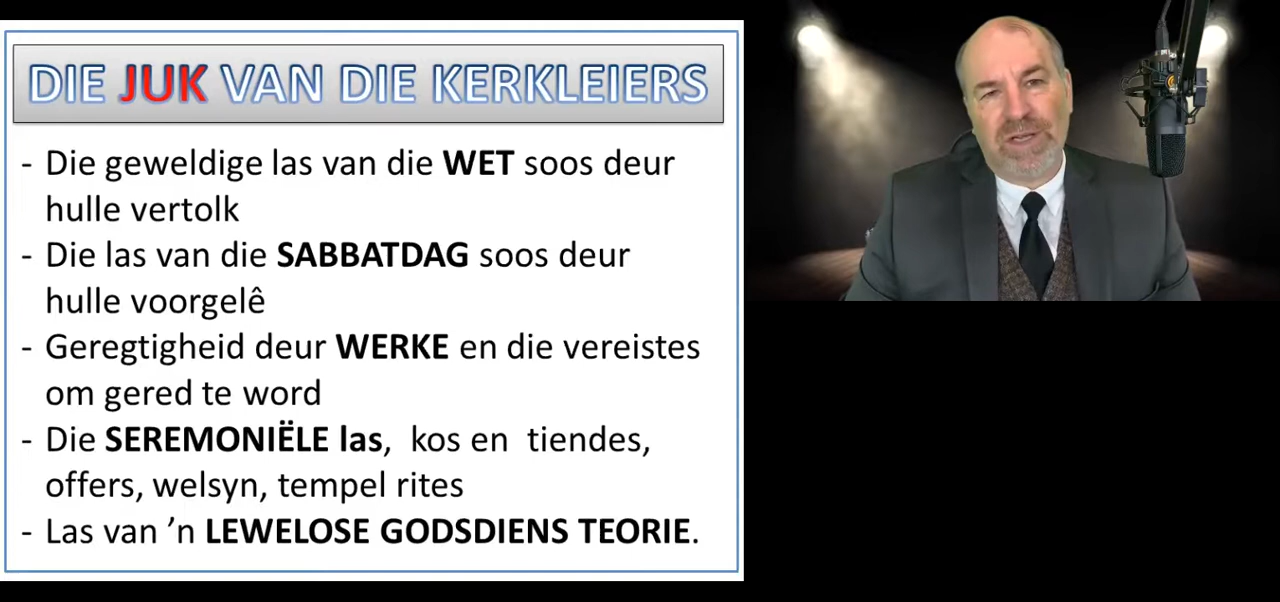 DIE JUK VAN DIE KERKLEIERS
- Die geweldige las van die WET soos deur
hulle vertolk
- Die las van die SABBATDAG soos deur
hulle voorgelê
- Geregtigheid deur WERKE en die vereistes
om gered te word
- Die SEREMONIËLE las, kos en tiendes,
offers, welsyn, tempel rites
- Las van ’n LEWELOSE GODSDIENS TEORIE.